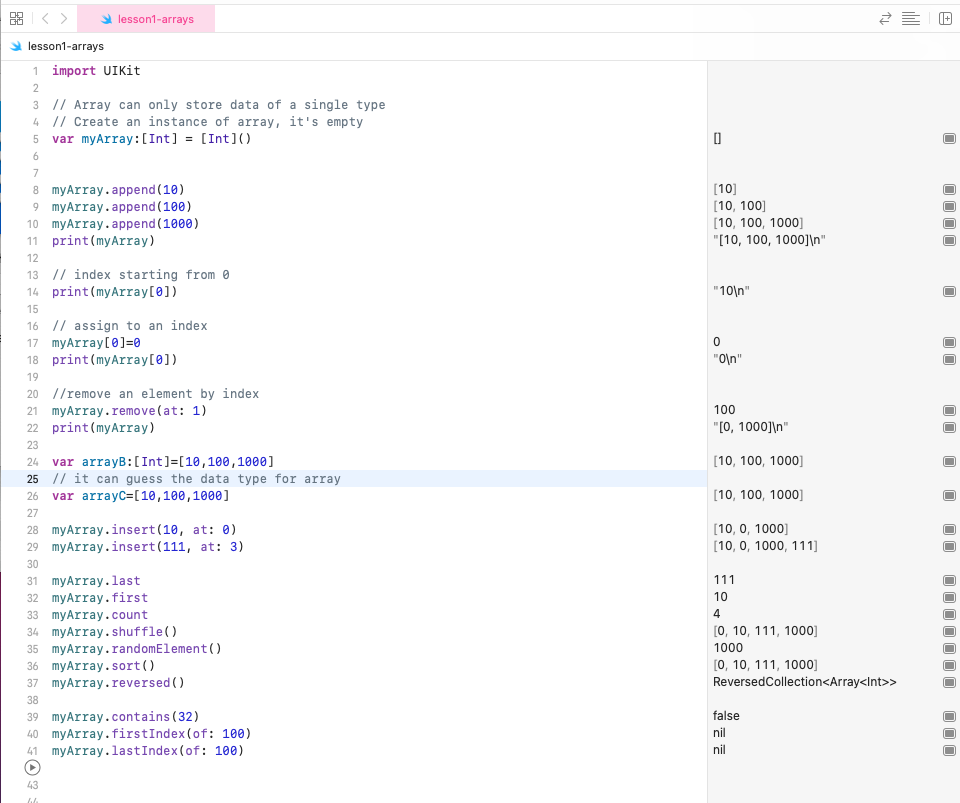 lesson1-arrays
lesson1-arrays
1 import UIKit
2
3 // Array can only store data of a single type
4 // Create an instance of array, it's empty
5 var myArray:[Int] = [Int]() []
6
7
8 myArray.append(10) [10]
9 myArray.append(100) [10, 100]
10 myArray.append(1000) [10, 100, 1000]
11 print(myArray) "[10, 100, 1000]\n"
12
13 // index starting from 0
14 print(myArray[0]) "10\n"
15
16 // assign to an index
17 myArray[0]=0 0
18 print(myArray[0]) "0\n"
19
20 //remove an element by index
21 myArray.remove(at: 1) 100
22 print(myArray) "[0, 1000]\n"
23
24 var arrayB:[Int]=[10,100,1000] [10, 100, 1000]
25 // it can guess the data type for array
26 var arrayC=[10,100,1000] [10, 100, 1000]
27
28 myArray.insert(10, at: 0) [10, 0, 1000]
29 myArray.insert(111, at: 3) [10, 0, 1000, 111]
30
31 myArray.last 111
32 myArray.first 10
33 myArray.count 4
34 myArray.shuffle() [0, 10, 111, 1000]
35 myArray.randomElement() 1000
36 myArray.sort() [0, 10, 111, 1000]
37 myArray.reversed() ReversedCollection<Array<Int>>
38
39 myArray.contains(32) false
40 myArray.firstIndex(of: 100) nil
41 myArray.lastIndex(of: 100) nil
43
44